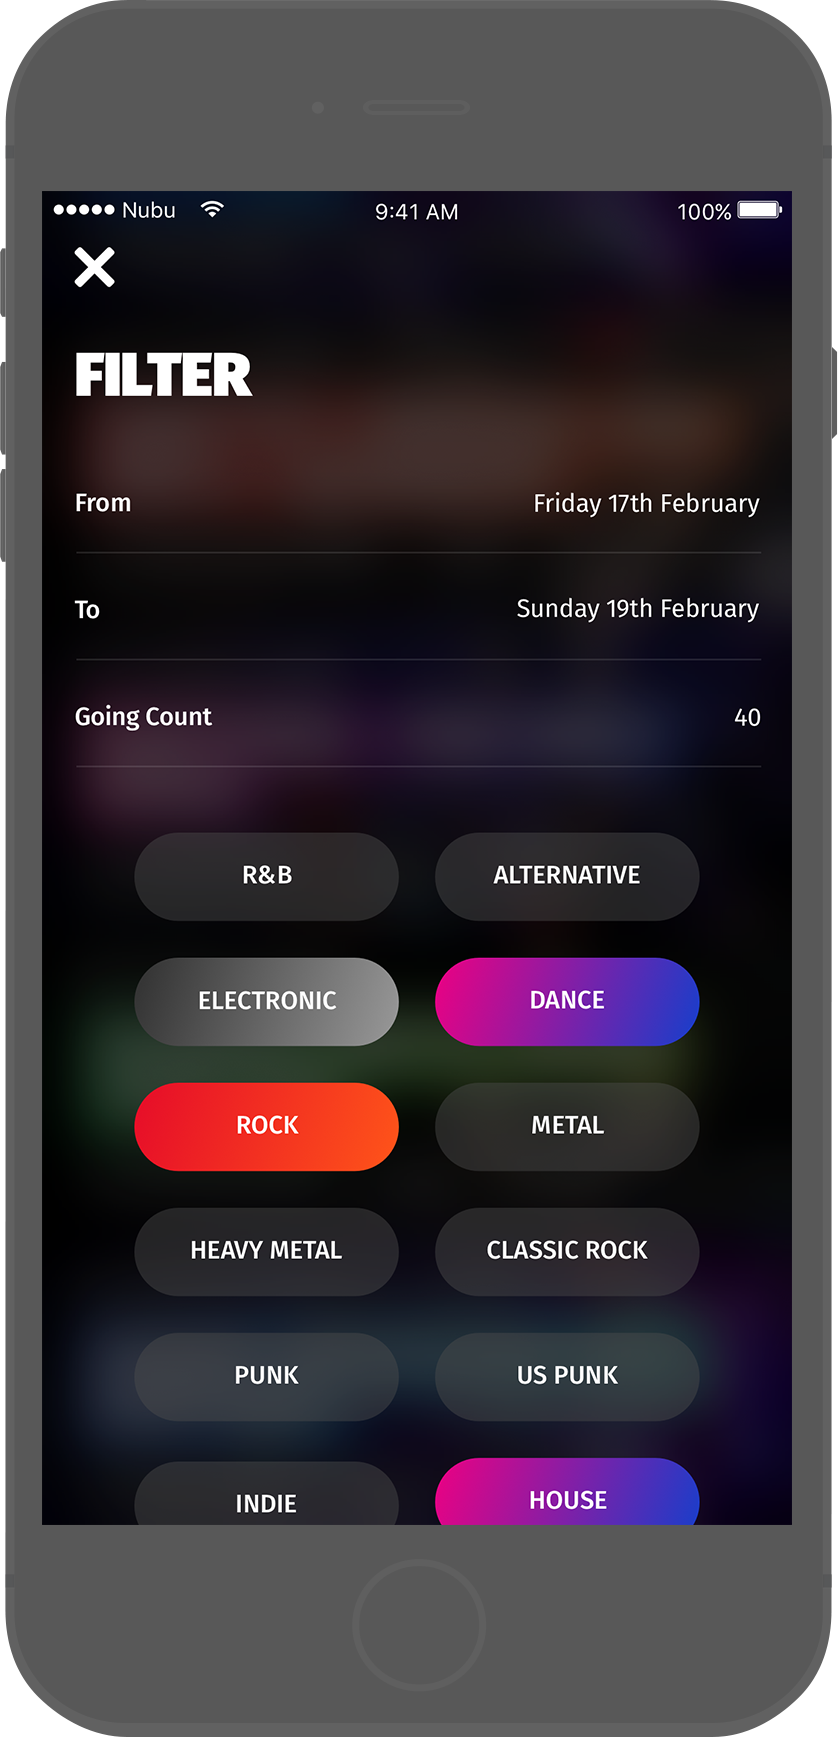 Nubu 9:41 AM 100%
FILTER
From Friday 17th February
To Sunday 19th February
Going Count 40
R&B ALTERNATIVE
ELECTRONIC DANCE
ROCK METAL
HEAVY METAL CLASSIC ROCK
PUNK US PUNK
INDIE HOUSE